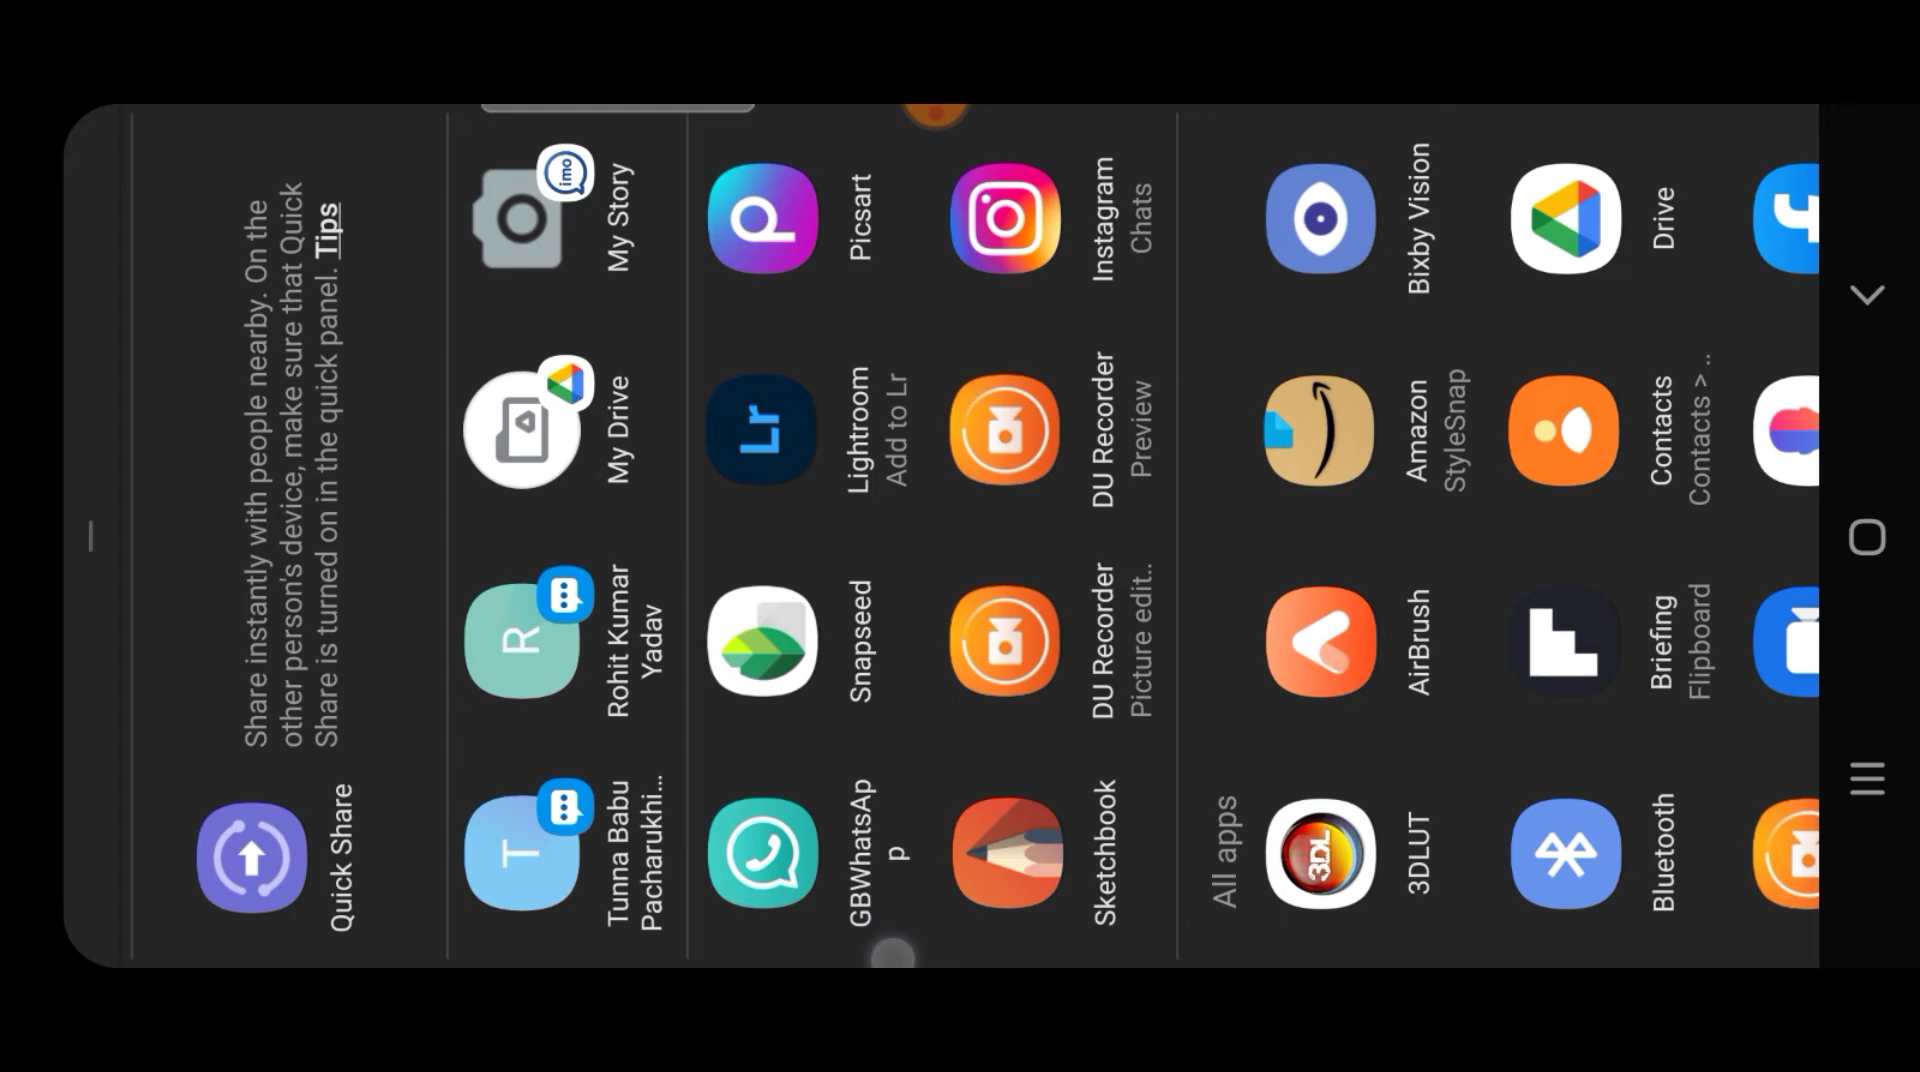 Quick Share
Share instantly with people nearby. On the
other person's device, make sure that Quick
Share is turned on in the quick panel. Tips
T
Tunna Babu
Pacharukhi...
R
Rohit Kumar
Yadav
My Drive
imo
My Story
GBWhatsAp
p
Snapseed
Lr
Lightroom
Add to Lr
Picsart
Sketchbook
DU Recorder
Picture edit..
DU Recorder
Preview
Instagram
Chats
All apps
3DL
3DLUT
AirBrush
Amazon
StyleSnap
Bixby Vision
Bluetooth
Briefing
Flipboard
Contacts
Contacts > ..
Drive